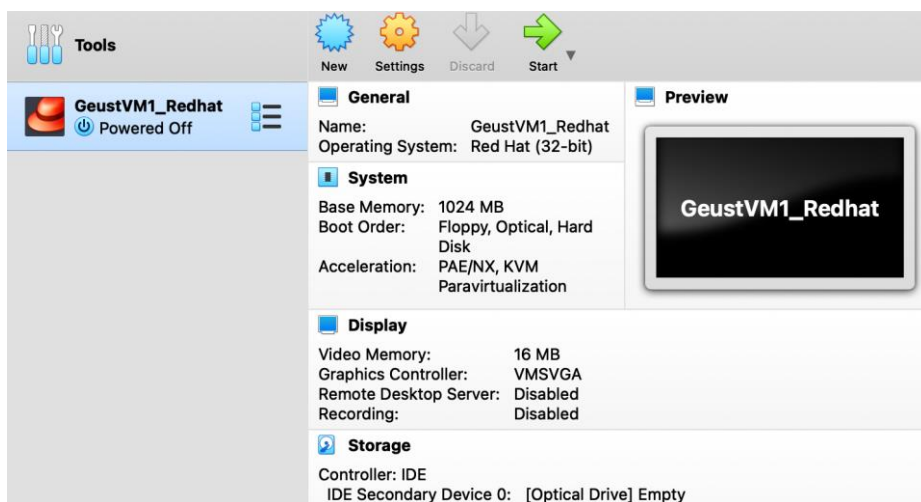 Tools
New Settings Discard Start
GeustVM1_Redhat
Powered Off
General
Name: GeustVM1_Redhat
Operating System: Red Hat (32-bit)
System
Base Memory: 1024 MB
Boot Order: Floppy, Optical, Hard
Disk
Acceleration: PAE/NX, KVM
Paravirtualization
Preview
GeustVM1_Redhat
Display
Video Memory: 16 MB
Graphics Controller: VMSVGA
Remote Desktop Server: Disabled
Recording: Disabled
Storage
Controller: IDE
IDE Secondary Device 0: [Optical Drive] Empty